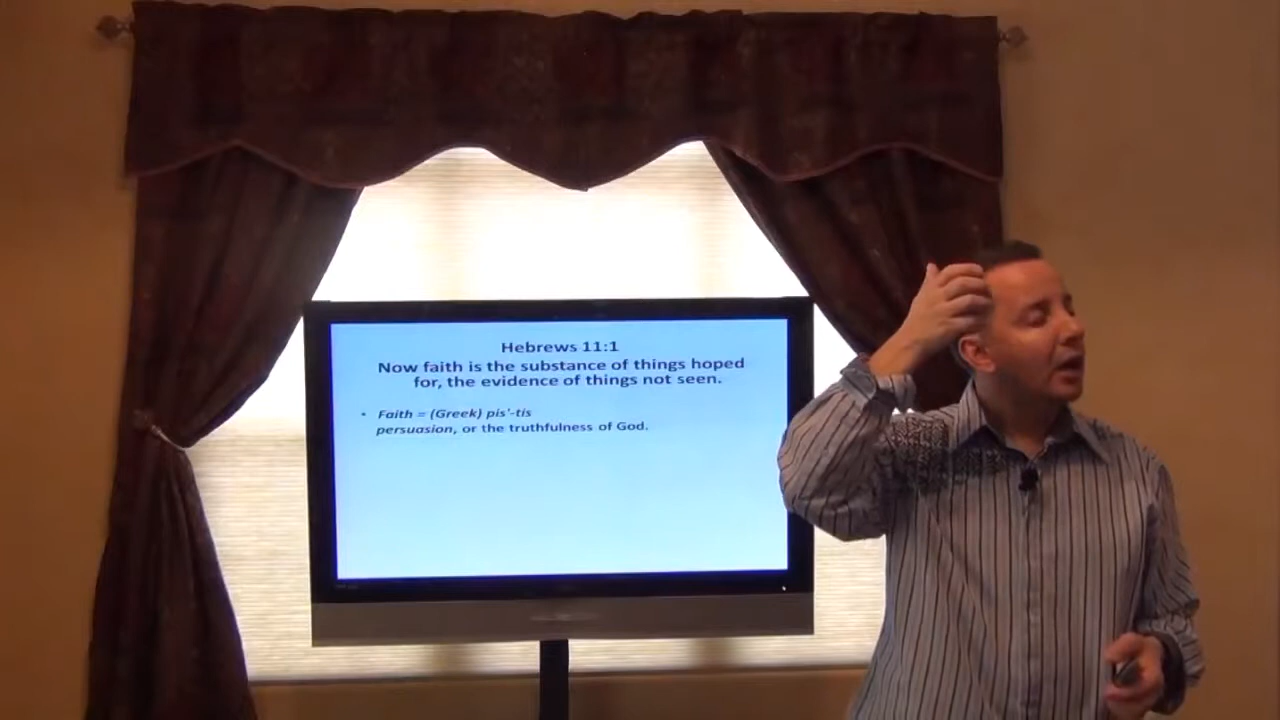 Hebrews 11:1
Now faith is the substance of things hoped
for, the evidence of things not seen.
• Faith = (Greek) pis'-tis
persuasion, or the truthfulness of God.